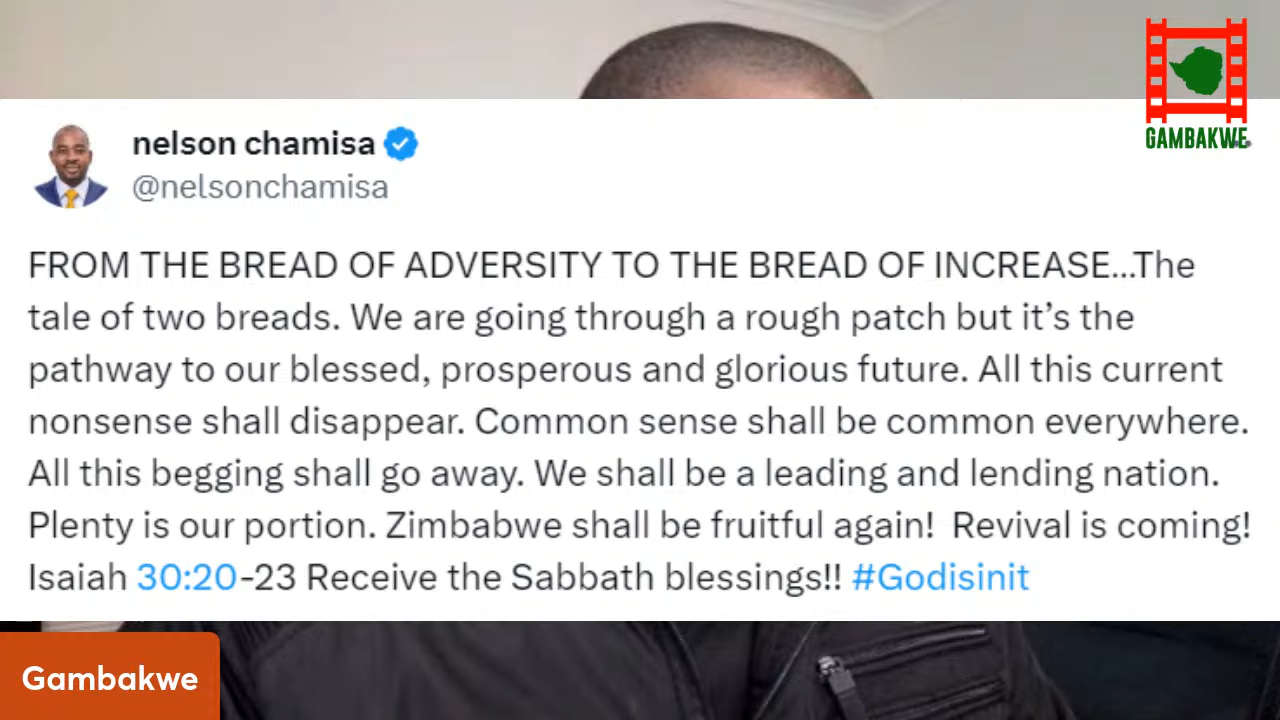 GAMBAKWE
nelson chamisa
@nelsonchamisa
FROM THE BREAD OF ADVERSITY TO THE BREAD OF INCREASE...The
tale of two breads. We are going through a rough patch but it’s the
pathway to our blessed, prosperous and glorious future. All this current
nonsense shall disappear. Common sense shall be common everywhere.
All this begging shall go away. We shall be a leading and lending nation.
Plenty is our portion. Zimbabwe shall be fruitful again!  Revival is coming!
Isaiah 30:20-23 Receive the Sabbath blessings!! #Godisinit
Gambakwe